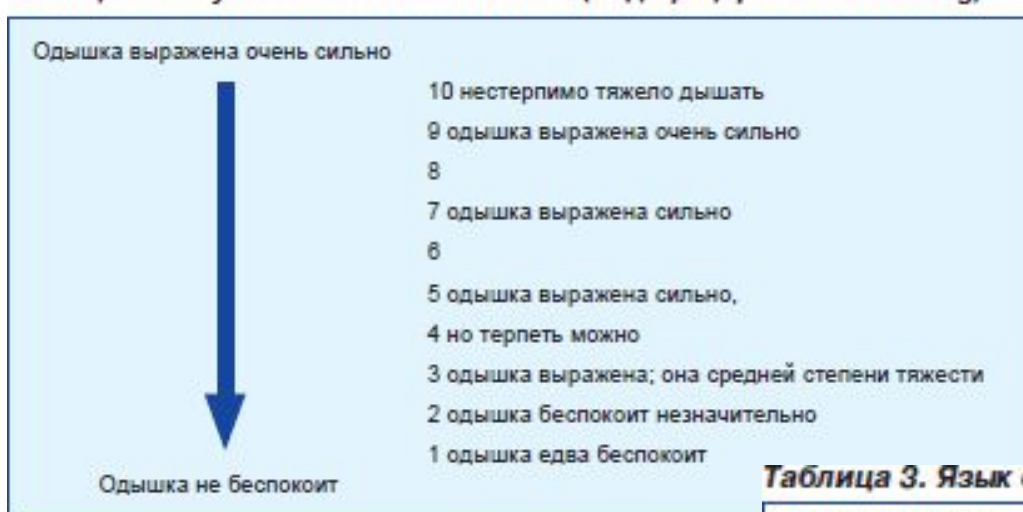 Одышка выражена очень сильно
10 нестерпимо тяжело дышать
9 одышка выражена очень сильно
8
7 одышка выражена сильно
6
5 одышка выражена сильно,
4 но терпеть можно
3 одышка выражена; она средней степени тяжести
2 одышка беспокоит незначительно
1 одышка едва беспокоит
Одышка не беспокоит
Таблица 3. Язык